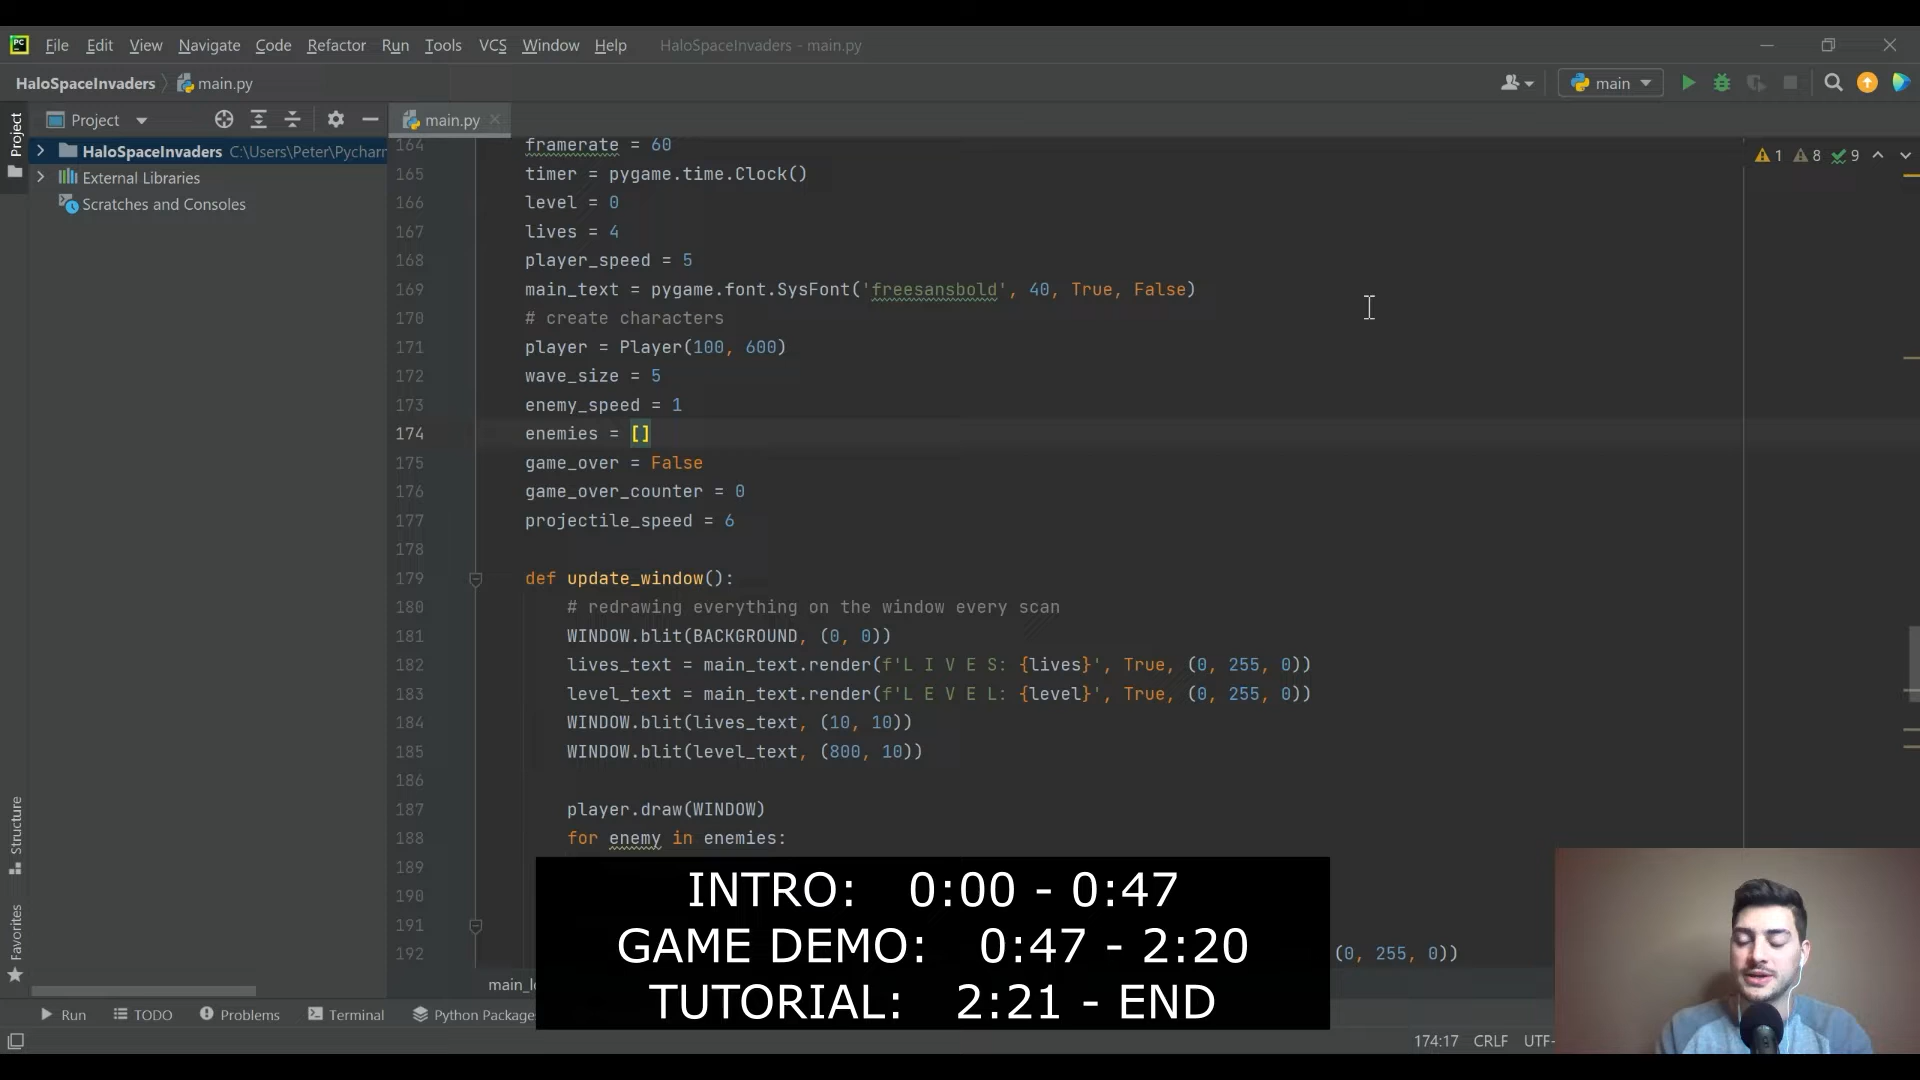 PC File Edit View Navigate Code Refactor Run Tools VCS Window Help HaloSpaceInvaders - main.py
HaloSpaceInvaders main.py main
Project main.py
HaloSpaceInvaders C:\Users\Peter\Pycharm
External Libraries
Scratches and Consoles
Project
Structure
Favorites
1 8 9
164 framerate = 60
165 timer = pygame.time.Clock()
166 level = 0
167 lives = 4
168 player_speed = 5
169 main_text = pygame.font.SysFont('freesansbold', 40, True, False)
170 # create characters
171 player = Player(100, 600)
172 wave_size = 5
173 enemy_speed = 1
174 enemies = []
175 game_over = False
176 game_over_counter = 0
177 projectile_speed = 6
178
179 def update_window():
180 # redrawing everything on the window every scan
181 WINDOW.blit(BACKGROUND, (0, 0))
182 lives_text = main_text.render(f'L I V E S: {lives}', True, (0, 255, 0))
183 level_text = main_text.render(f'L E V E L: {level}', True, (0, 255, 0))
184 WINDOW.blit(lives_text, (10, 10))
185 WINDOW.blit(level_text, (800, 10))
186
187 player.draw(WINDOW)
188 for enemy in enemies:
189
190
191
192 (0, 255, 0))
main_l
INTRO: 0:00 - 0:47
GAME DEMO: 0:47 - 2:20
TUTORIAL: 2:21 - END
Run TODO Problems Terminal Python Package
174:17 CRLF UTF-